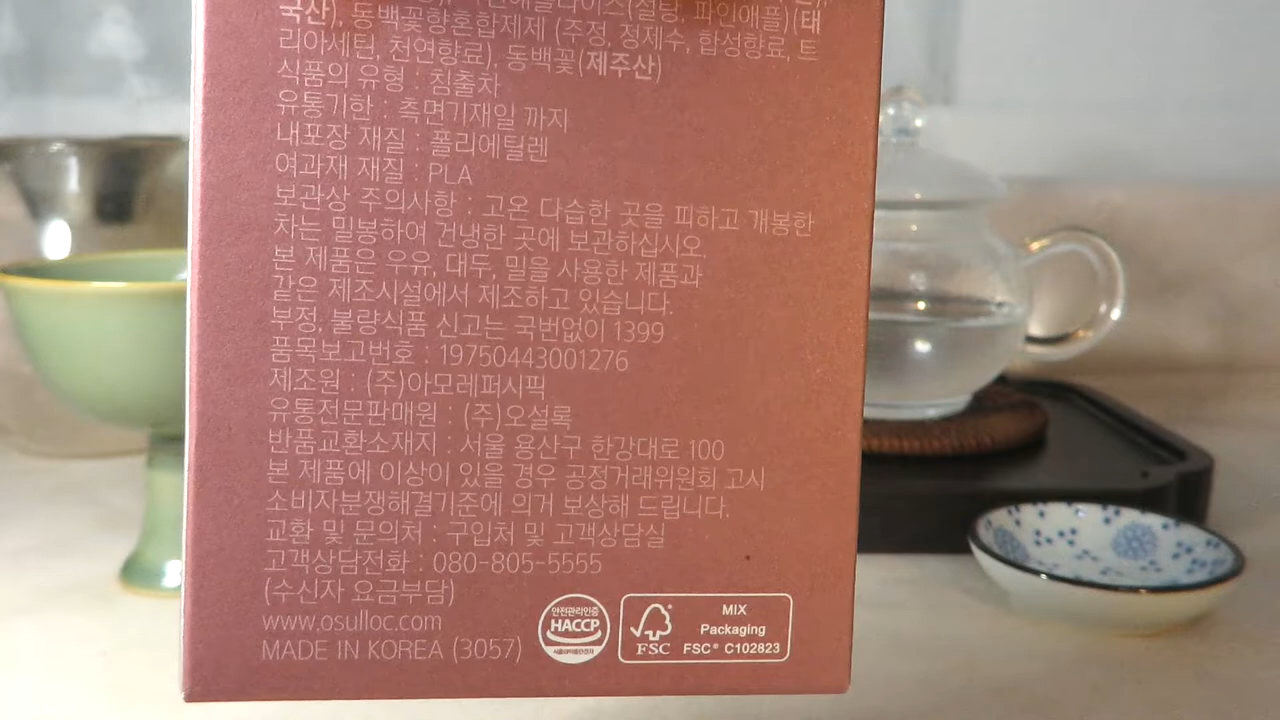 (설탕, 파인애플)(태
국산), 동백꽃향혼합제제 (주정, 정제수, 합성향료, 트
리아세틴, 천연향료), 동백꽃(제주산)
식품의 유형 : 침출차
유통기한 : 측면기재일 까지
내포장 재질 : 폴리에틸렌
여과재 재질 : PLA
보관상 주의사항 : 고온 다습한 곳을 피하고 개봉한
차는 밀봉하여 건냉한 곳에 보관하십시오.
본 제품은 우유, 대두, 밀을 사용한 제품과
같은 제조시설에서 제조하고 있습니다.
부정, 불량식품 신고는 국번없이 1399
품목보고번호 : 19750443001276
제조원 : (주)아모레퍼시픽
유통전문판매원 : (주)오설록
반품교환소재지 : 서울 용산구 한강대로 100
본 제품에 이상이 있을 경우 공정거래위원회 고시
소비자분쟁해결기준에 의거 보상해 드립니다.
교환 및 문의처 : 구입처 및 고객상담실
고객상담전화 : 080-805-5555
(수신자 요금부담)
www.osulloc.com
MADE IN KOREA (3057)
안전관리인증
HACCP
FSC
MIX
Packaging
FSC® C102823